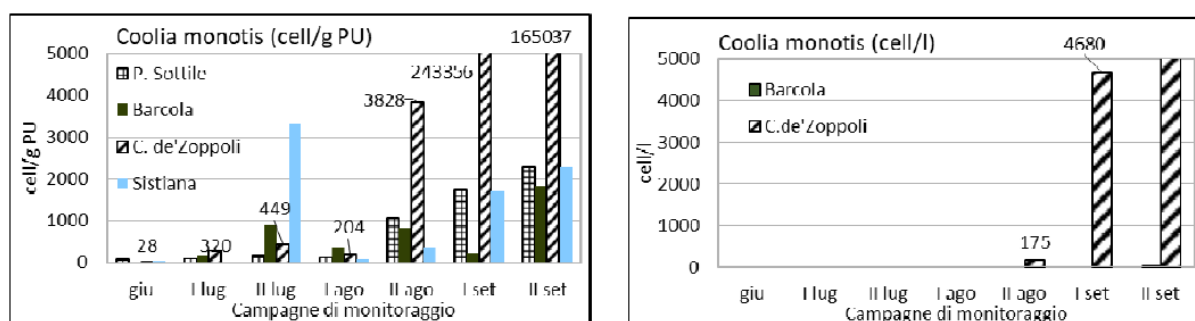 Coolia monotis (cell/g PU)
165037
5000
243356
P. Sottile
4000
3828
Barcola
3000
C. de'Zoppoli
2000
Sistiana
449
1000
28
320
204
0
cell/g PU
giu
I lug
II lug
I ago
II ago
I set
II set
Campagne di monitoraggio
Coolia monotis (cell/l)
4680
5000
Barcola
4000
C.de'Zoppoli
3000
2000
1000
175
0
cell/l
giu
I lug
II lug
I ago
II ago
I set
II set
Campagne di monitoraggio